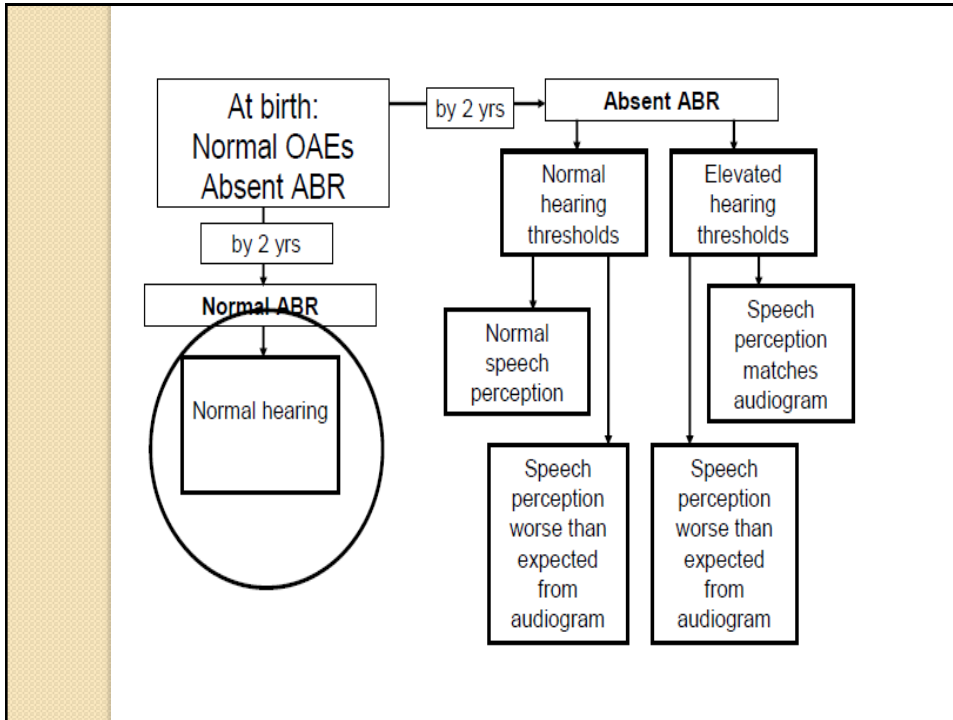 At birth:
Normal OAEs
Absent ABR
by 2 yrs
Normal ABR
Normal hearing
by 2 yrs
Absent ABR
Normal
hearing
thresholds
Normal
speech
perception
Speech
perception
worse than
expected
from
audiogram
Elevated
hearing
thresholds
Speech
perception
matches
audiogram
Speech
perception
worse than
expected
from
audiogram